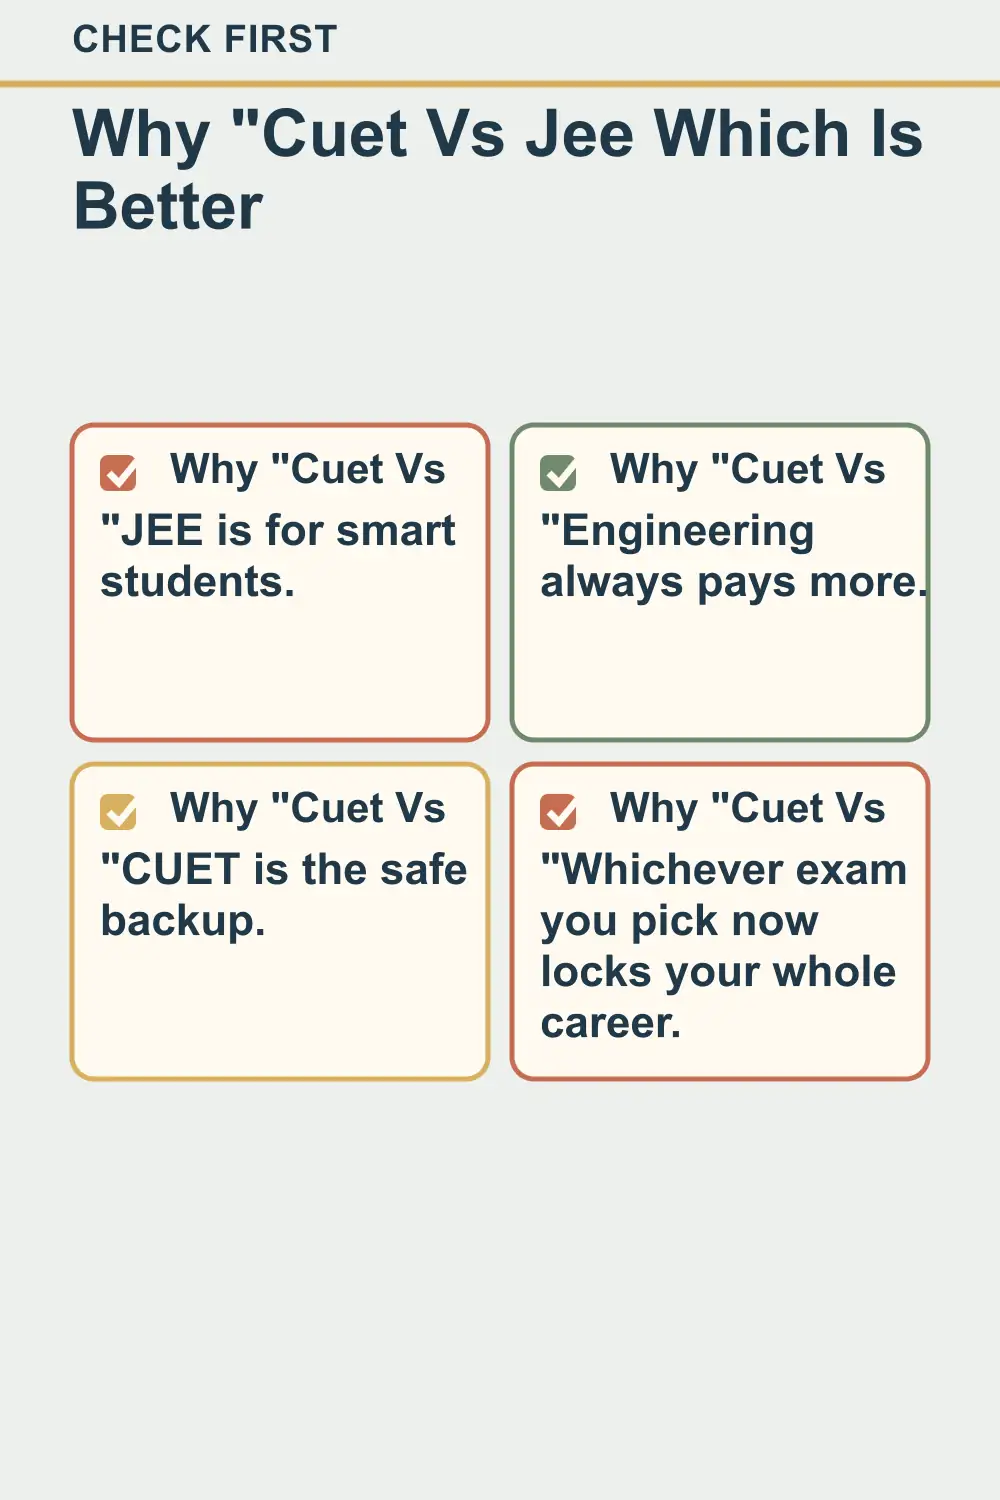 CHECK FIRST
Why "Cuet Vs Jee Which Is
Better
Why "Cuet Vs
"JEE is for smart
students.
Why "Cuet Vs
"Engineering
always pays more.
Why "Cuet Vs
"CUET is the safe
backup.
Why "Cuet Vs
"Whichever exam
you pick now
locks your whole
career.